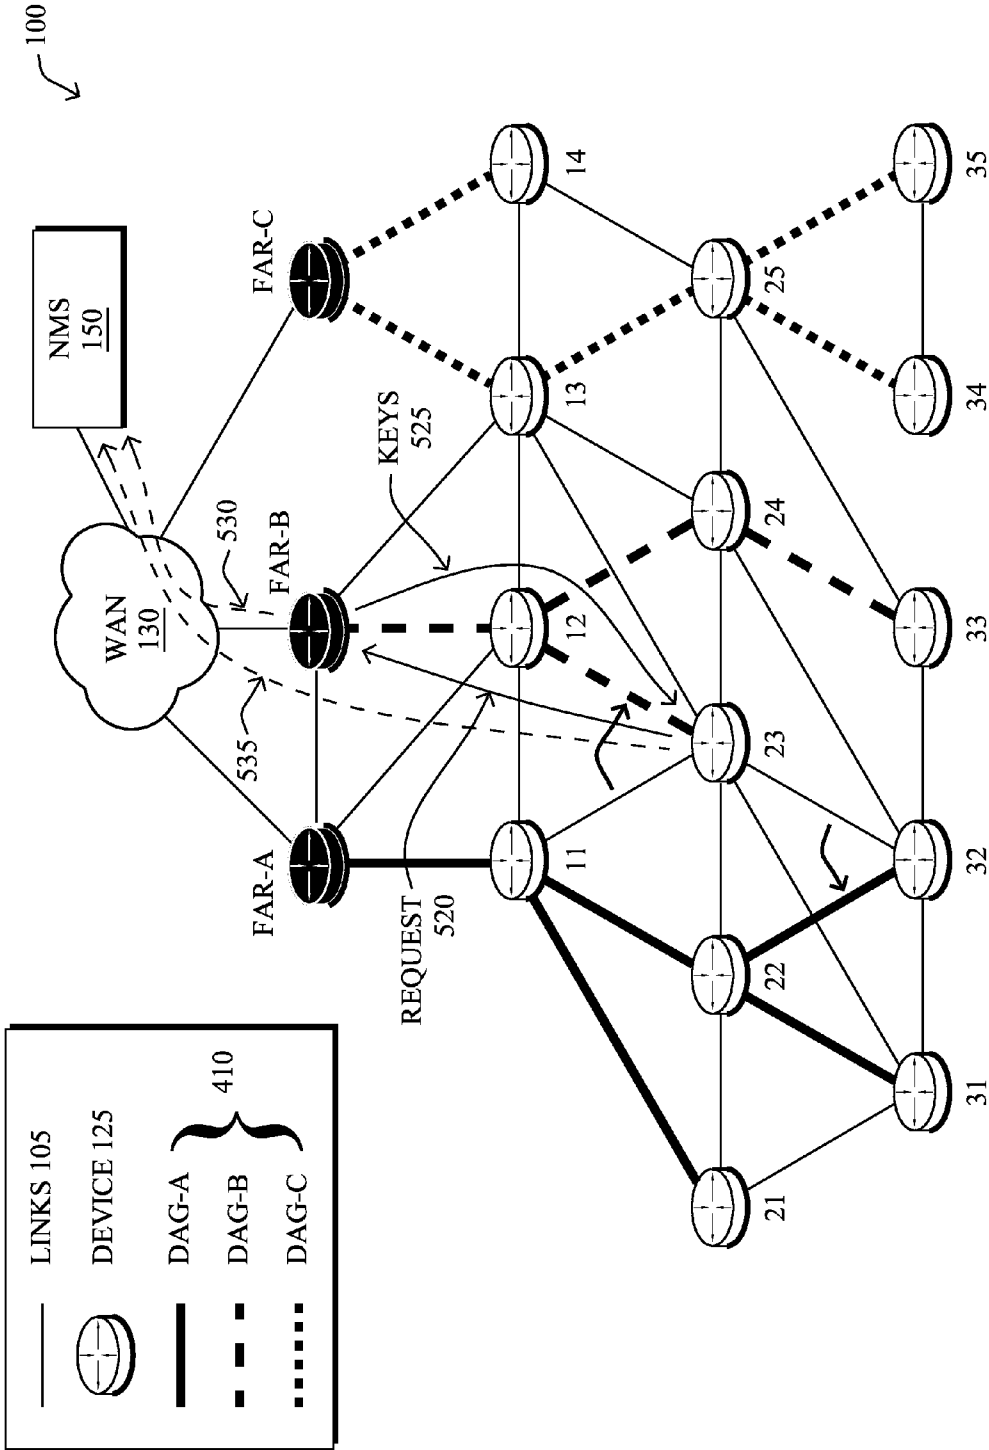 100
NMS
150
WAN
130
530
535
FAR-A
FAR-B
FAR-C
KEYS
525
REQUEST
520
11
12
13
14
21
22
23
24
25
31
32
33
34
35
LINKS 105
DEVICE 125
DAG-A
DAG-B
DAG-C
410